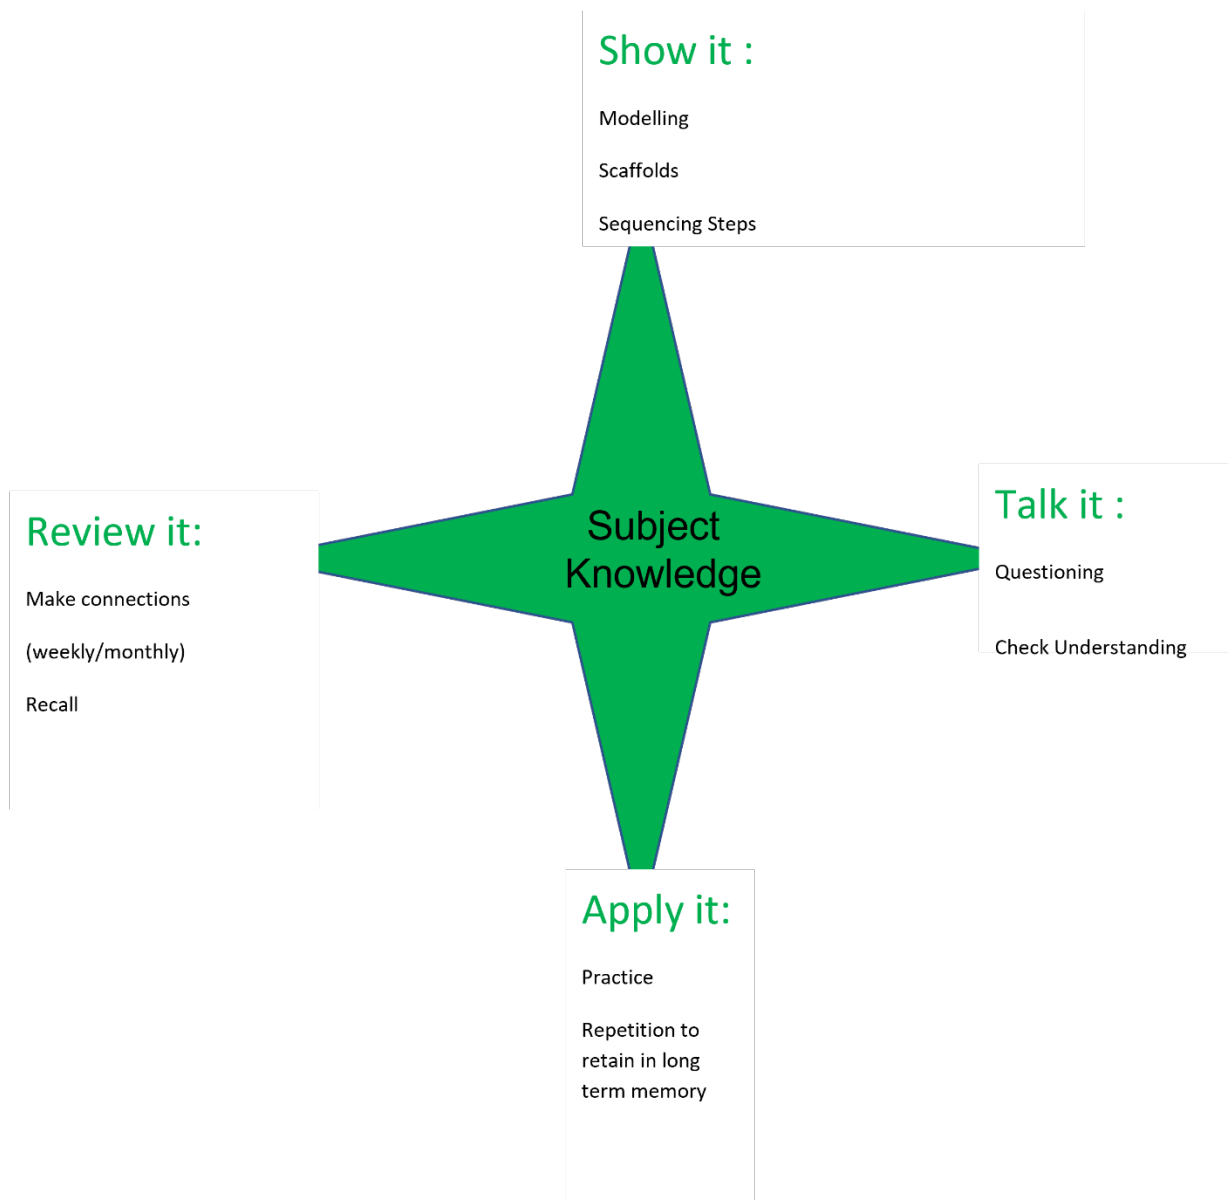 Show it :
Modelling
Scaffolds
Sequencing Steps
Review it:
Make connections
(weekly/monthly)
Recall
Subject
Knowledge
Talk it :
Questioning
Check Understanding
Apply it:
Practice
Repetition to
retain in long
term memory